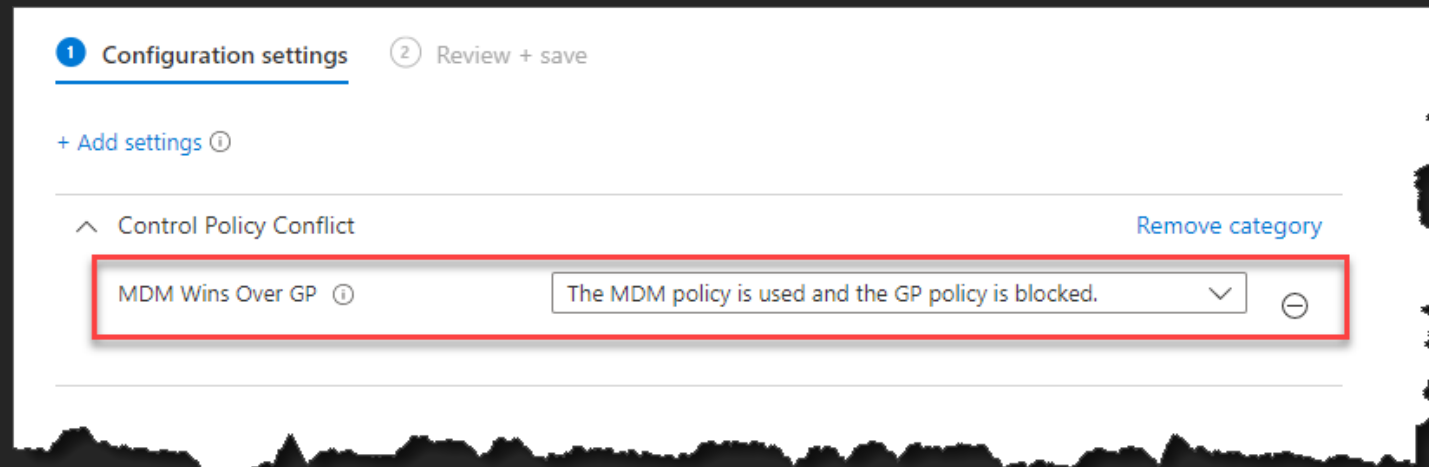 1 Configuration settings 2 Review + save
+ Add settings
Control Policy Conflict Remove category
MDM Wins Over GP The MDM policy is used and the GP policy is blocked.